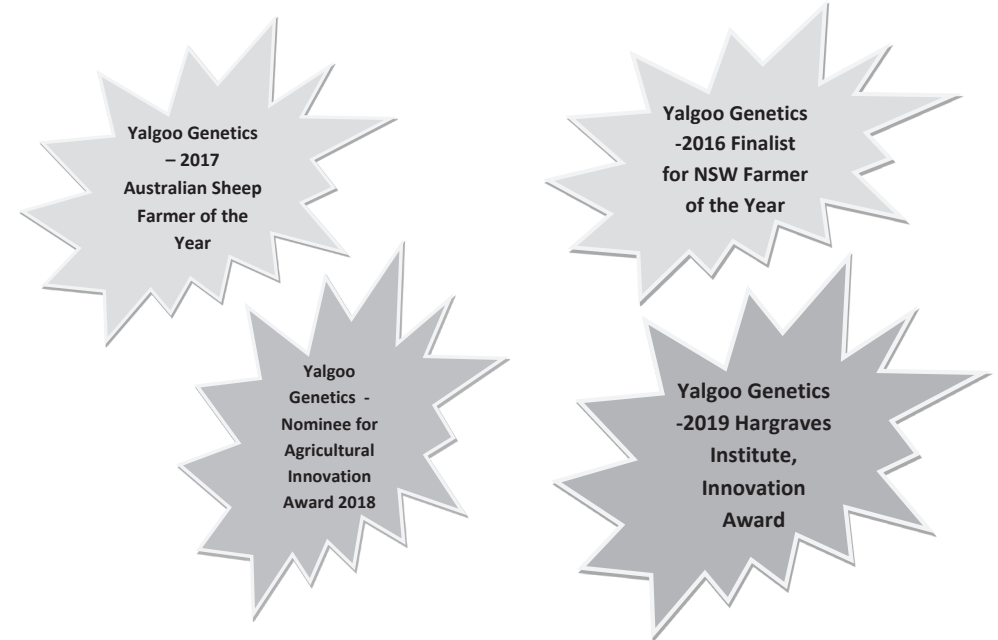 Yalgoo Genetics
– 2017
Australian Sheep
Farmer of the
Year
Yalgoo Genetics
-2016 Finalist
for NSW Farmer
of the Year
Yalgoo
Genetics -
Nominee for
Agricultural
Innovation
Award 2018
Yalgoo Genetics
-2019 Hargraves
Institute,
Innovation
Award